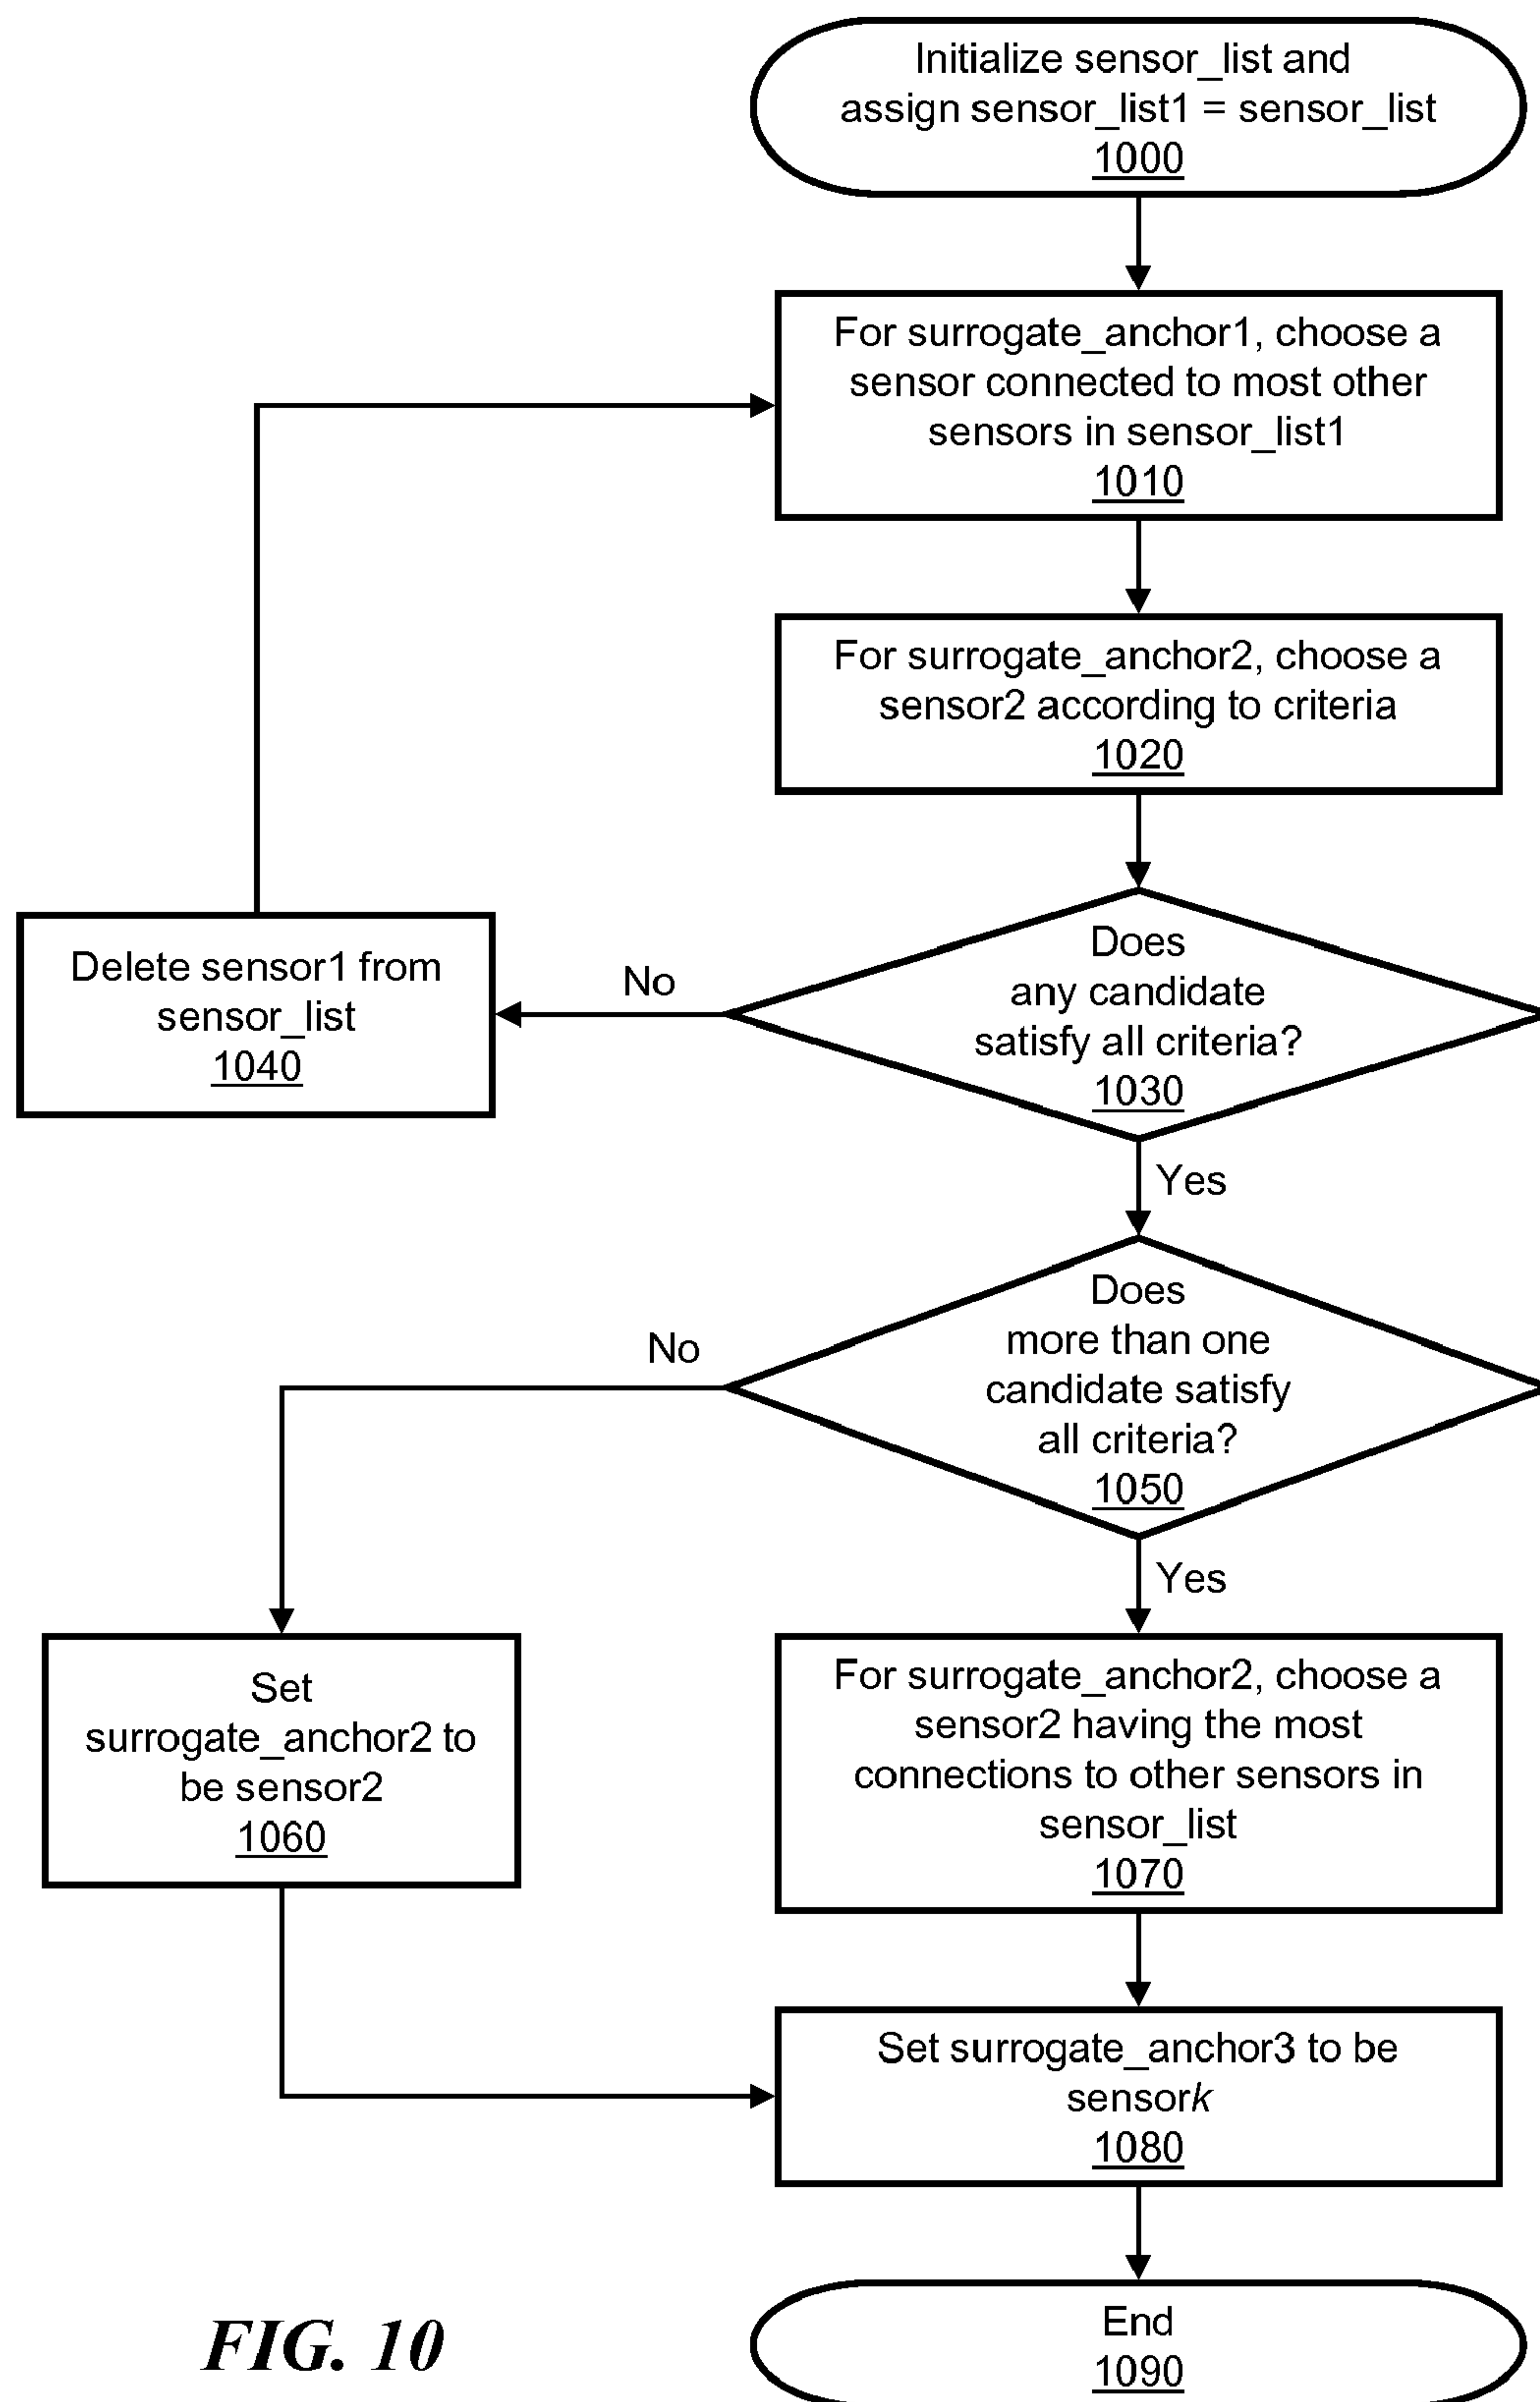 Initialize sensor_list and
assign sensor_list1 = sensor_list
1000
For surrogate_anchor1, choose a
sensor connected to most other
sensors in sensor_list1
1010
For surrogate_anchor2, choose a
sensor2 according to criteria
1020
Does
any candidate
satisfy all criteria?
1030
No
Delete sensor1 from
sensor_list
1040
Yes
Does
more than one
candidate satisfy
all criteria?
1050
No
Yes
Set
surrogate_anchor2 to
be sensor2
1060
For surrogate_anchor2, choose a
sensor2 having the most
connections to other sensors in
sensor_list
1070
Set surrogate_anchor3 to be
sensork
1080
End
1090
FIG. 10